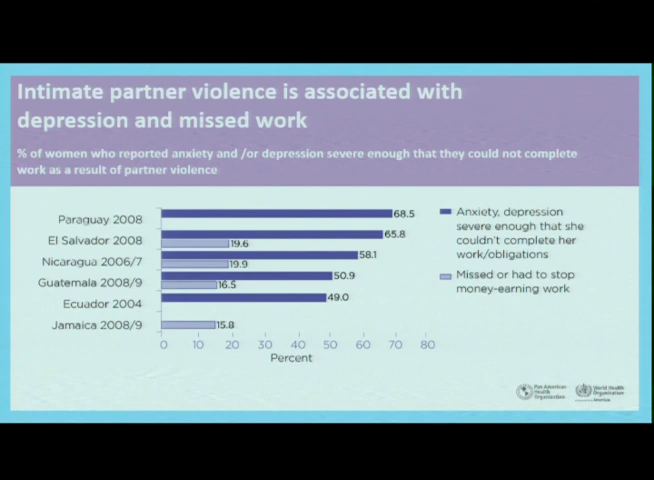 Intimate partner violence is associated with
depression and missed work
% of women who reported anxiety and /or depression severe enough that they could not complete
work as a result of partner violence
Paraguay 2008 68.5
El Salvador 2008 65.8 19.6
Nicaragua 2006/7 58.1 19.9
Guatemala 2008/9 50.9 16.5
Ecuador 2004 49.0
Jamaica 2008/9 15.8
0 10 20 30 40 50 60 70 80
Percent
Anxiety, depression
severe enough that she
couldn't complete her
work/obligations
Missed or had to stop
money-earning work
Pan American
Health
Organization
World Health
Organization
Americas